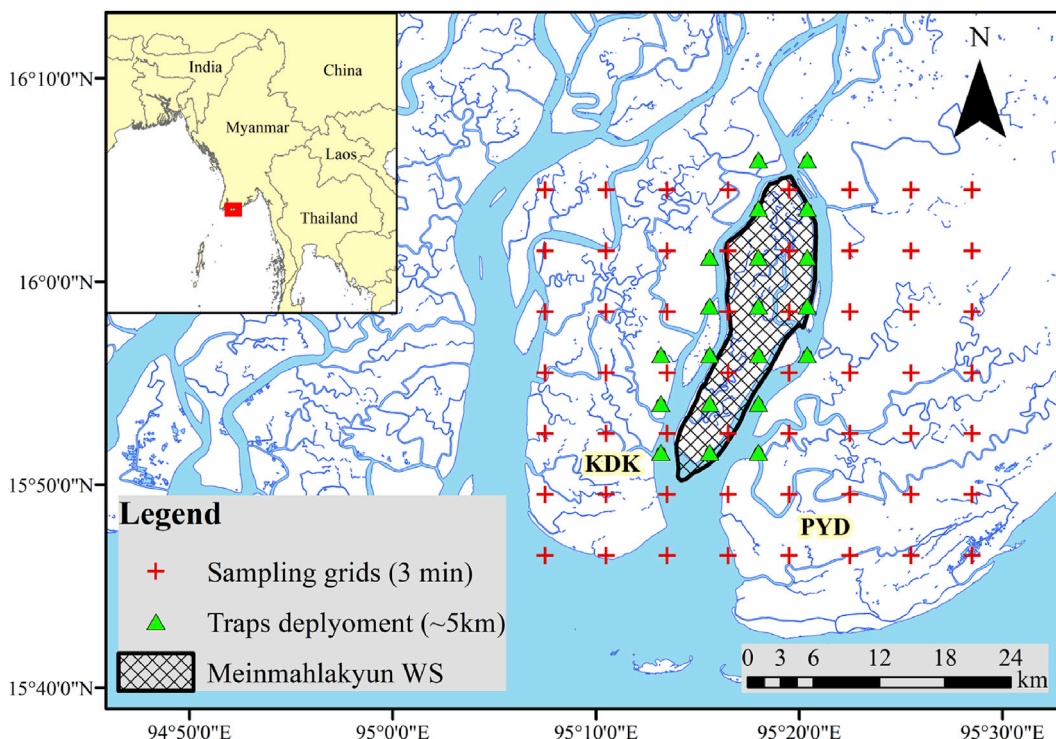 India
China
Myanmar
Laos
Thailand
N
16°10'0"N
16°0'0"N
15°50'0"N
15°40'0"N
KDK
PYD
Legend
Sampling grids (3 min)
Traps deplyoment (~5km)
Meinmahlakyun WS
0 3 6 12 18 24
km
94°50'0"E 95°0'0"E 95°10'0"E 95°20'0"E 95°30'0"E